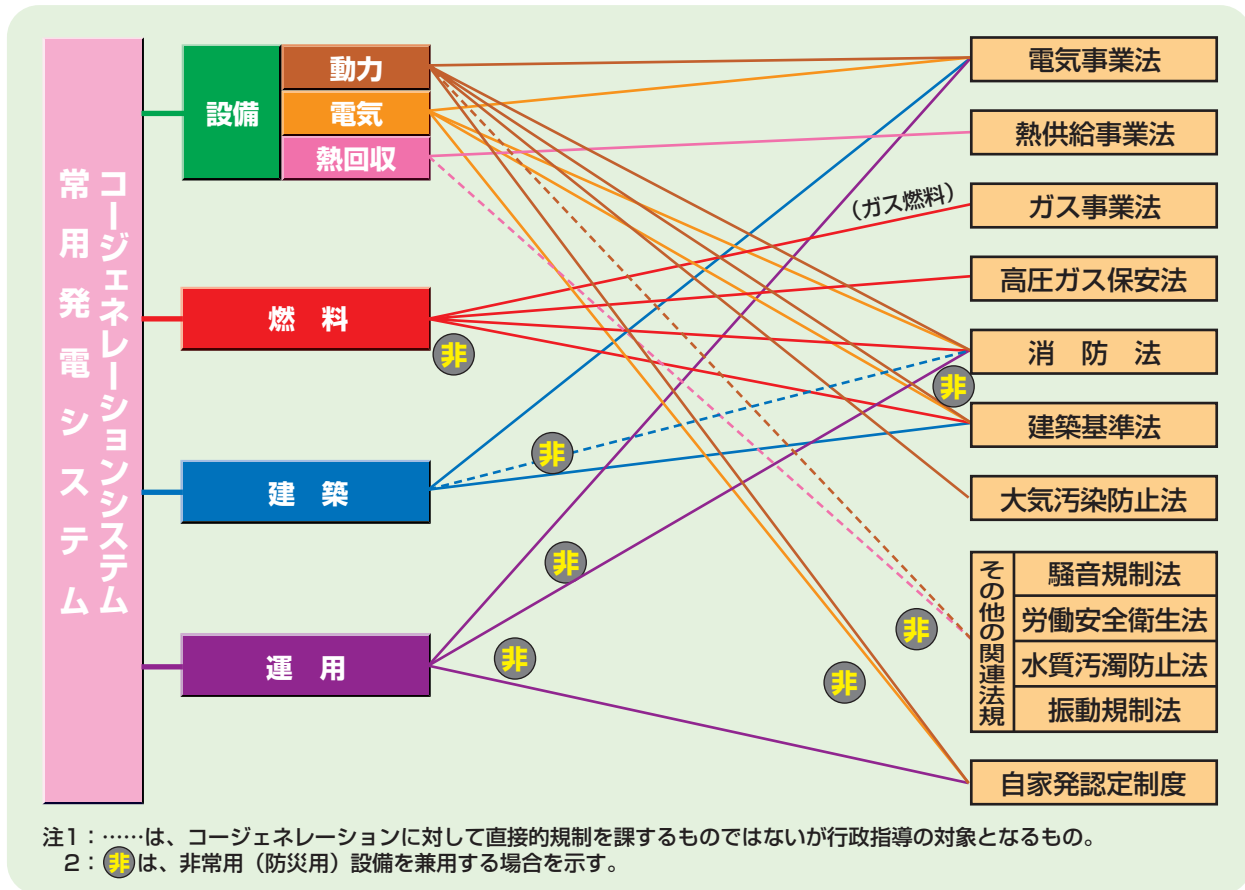 コージェネレーションシステム
常用発電システム
設備
動力
電気
熱回収
燃 料
非
建 築
非
運 用
非
非
電気事業法
熱供給事業法
(ガス燃料)
ガス事業法
高圧ガス保安法
消 防 法
非
建築基準法
大気汚染防止法
その他の関連法規
騒音規制法
労働安全衛生法
水質汚濁防止法
振動規制法
非
非
自家発認定制度
注1：……は、コージェネレーションに対して直接的規制を課するものではないが行政指導の対象となるもの。
2：非は、非常用（防災用）設備を兼用する場合を示す。